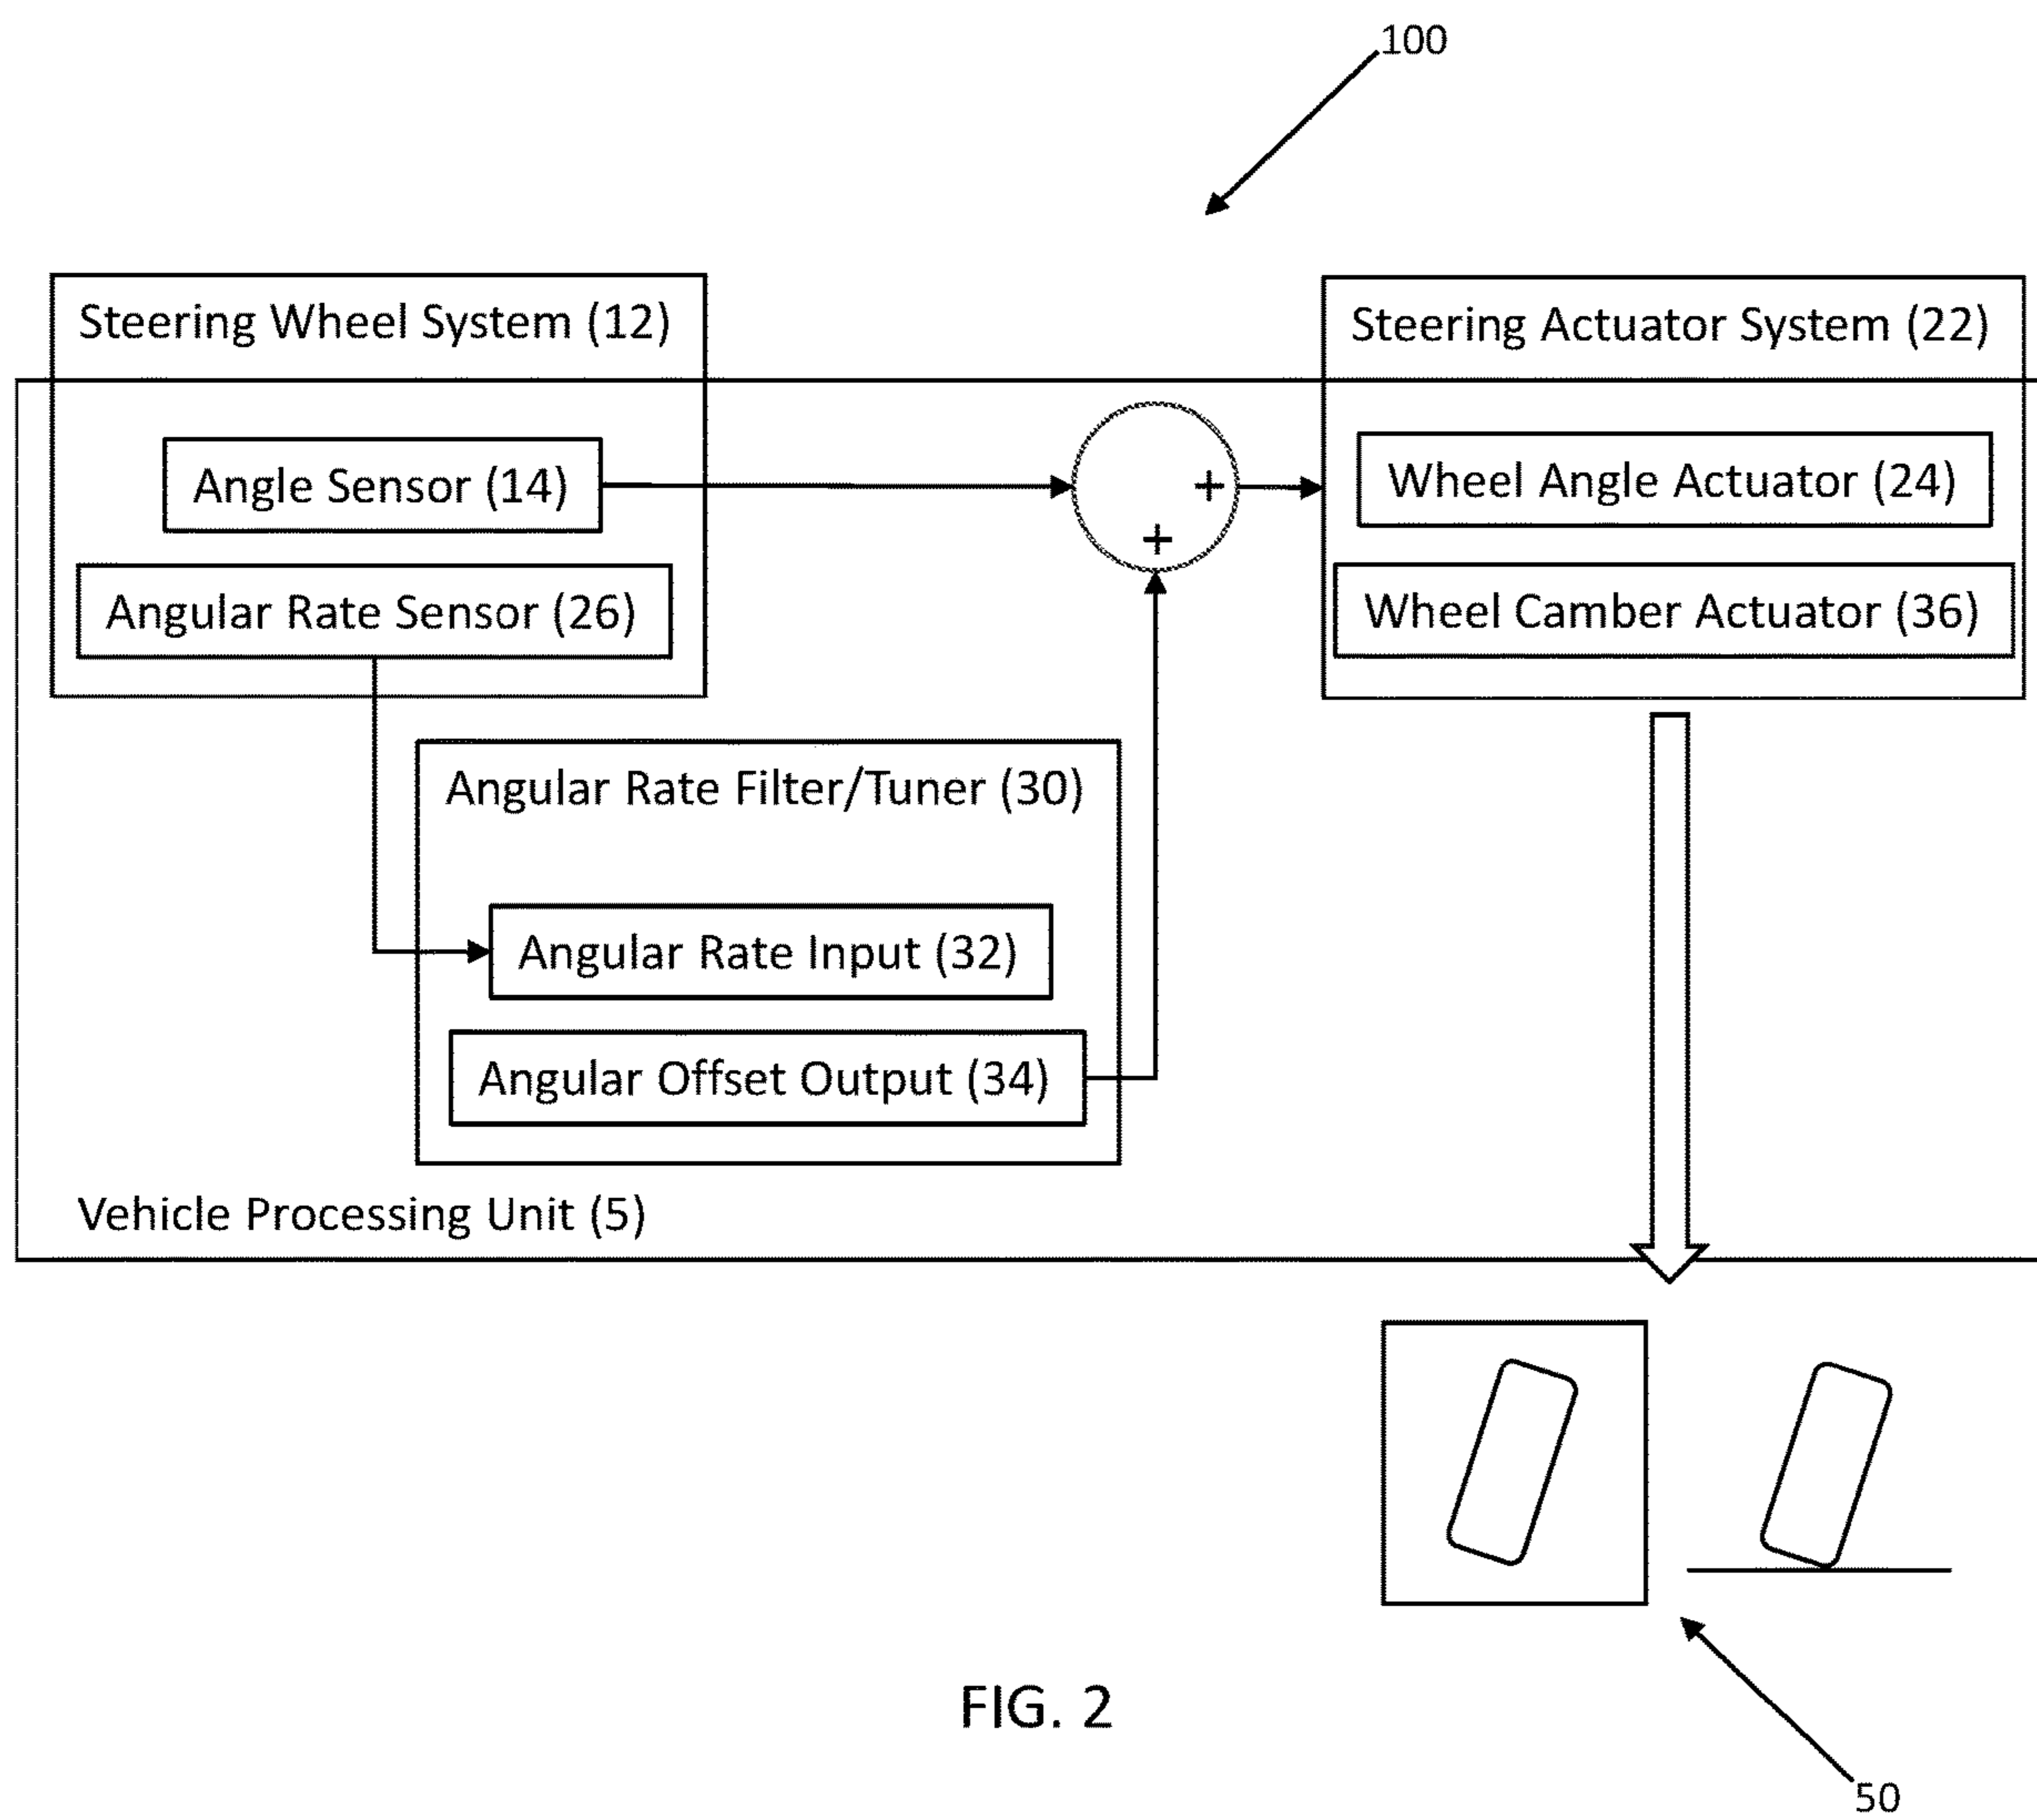 100
Steering Wheel System (12)
Steering Actuator System (22)
Angle Sensor (14)
+
Wheel Angle Actuator (24)
+
Angular Rate Sensor (26)
Wheel Camber Actuator (36)
Angular Rate Filter/Tuner (30)
Angular Rate Input (32)
Angular Offset Output (34)
Vehicle Processing Unit (5)
FIG. 2
50